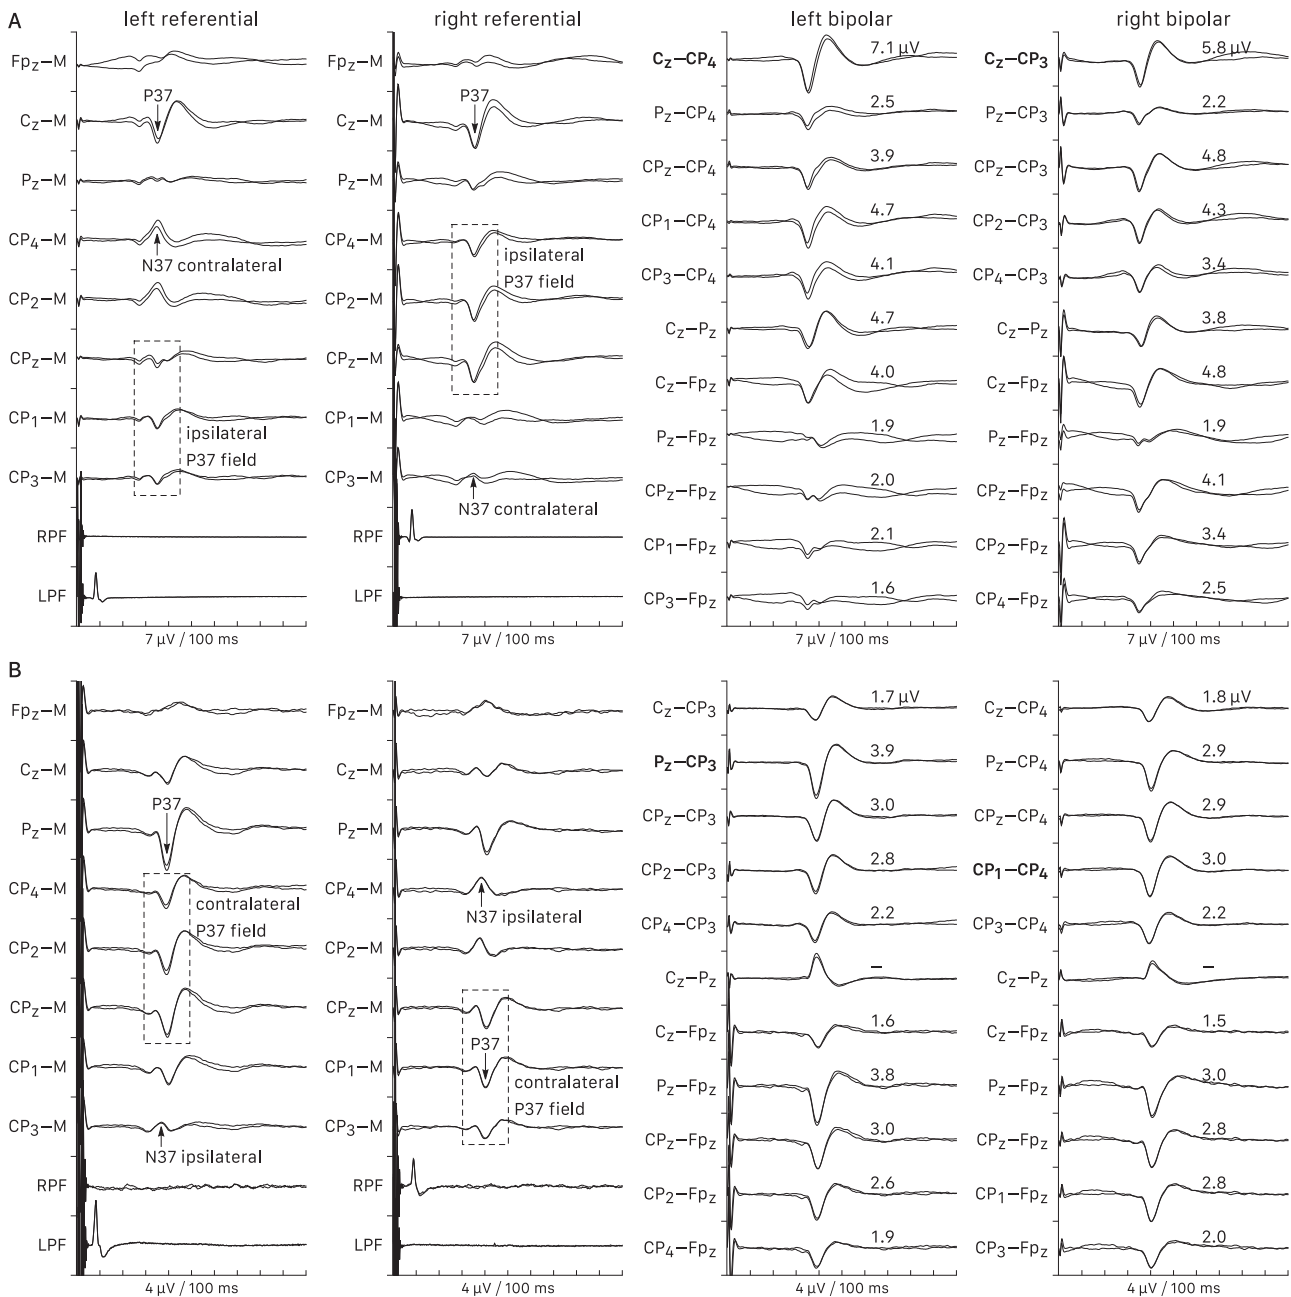 A
left referential
right referential
left bipolar
right bipolar
Fpz–M
Cz–M
Pz–M
CP4–M
CP2–M
CPz–M
CP1–M
CP3–M
RPF
LPF
P37
N37 contralateral
ipsilateral
P37 field
7 µV / 100 ms
Fpz–M
Cz–M
Pz–M
CP4–M
CP2–M
CPz–M
CP1–M
CP3–M
RPF
LPF
P37
ipsilateral
P37 field
N37 contralateral
7 µV / 100 ms
Cz–CP4 7.1 µV
Pz–CP4 2.5
CPz–CP4 3.9
CP1–CP4 4.7
CP3–CP4 4.1
Cz–Pz 4.7
Cz–Fpz 4.0
Pz–Fpz 1.9
CPz–Fpz 2.0
CP1–Fpz 2.1
CP3–Fpz 1.6
7 µV / 100 ms
Cz–CP3 5.8 µV
Pz–CP3 2.2
CPz–CP3 4.8
CP2–CP3 4.3
CP4–CP3 3.4
Cz–Pz 3.8
Cz–Fpz 4.8
Pz–Fpz 1.9
CPz–Fpz 4.1
CP2–Fpz 3.4
CP4–Fpz 2.5
7 µV / 100 ms
B
Fpz–M
Cz–M
Pz–M
CP4–M
CP2–M
CPz–M
CP1–M
CP3–M
RPF
LPF
P37
contralateral
P37 field
N37 ipsilateral
4 µV / 100 ms
Fpz–M
Cz–M
Pz–M
CP4–M
CP2–M
CPz–M
CP1–M
CP3–M
RPF
LPF
N37 ipsilateral
P37
contralateral
P37 field
4 µV / 100 ms
Cz–CP3 1.7 µV
Pz–CP3 3.9
CPz–CP3 3.0
CP2–CP3 2.8
CP4–CP3 2.2
Cz–Pz –
Cz–Fpz 1.6
Pz–Fpz 3.8
CPz–Fpz 3.0
CP2–Fpz 2.6
CP4–Fpz 1.9
4 µV / 100 ms
Cz–CP4 1.8 µV
Pz–CP4 2.9
CPz–CP4 2.9
CP1–CP4 3.0
CP3–CP4 2.2
Cz–Pz –
Cz–Fpz 1.5
Pz–Fpz 3.0
CPz–Fpz 2.8
CP1–Fpz 2.8
CP3–Fpz 2.0
4 µV / 100 ms